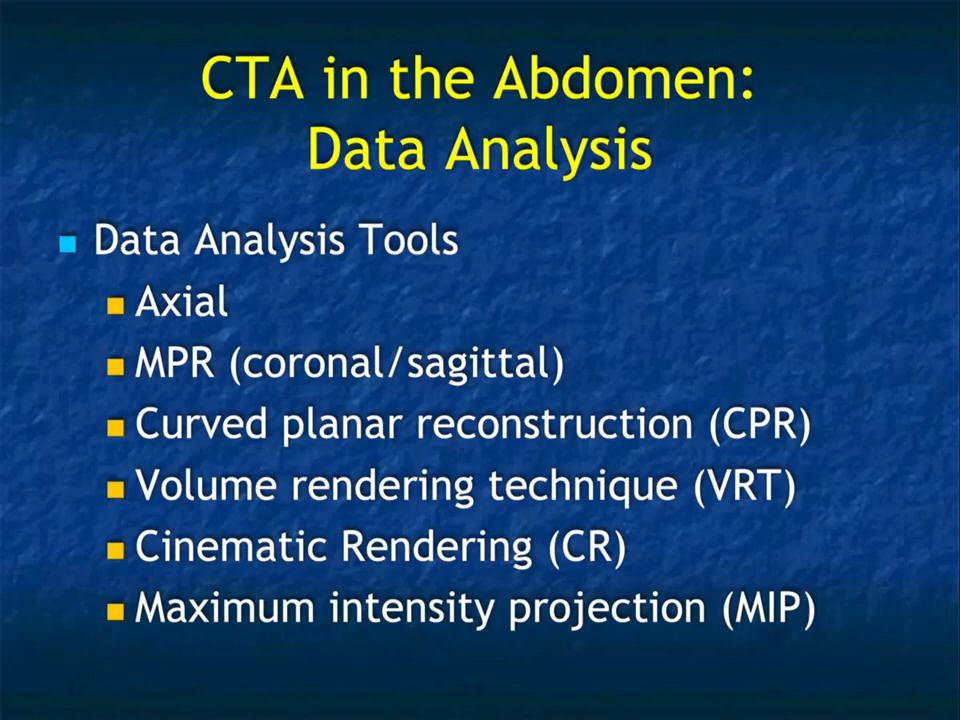 CTA in the Abdomen:
Data Analysis
Data Analysis Tools
Axial
MPR (coronal/sagittal)
Curved planar reconstruction (CPR)
Volume rendering technique (VRT)
Cinematic Rendering (CR)
Maximum intensity projection (MIP)